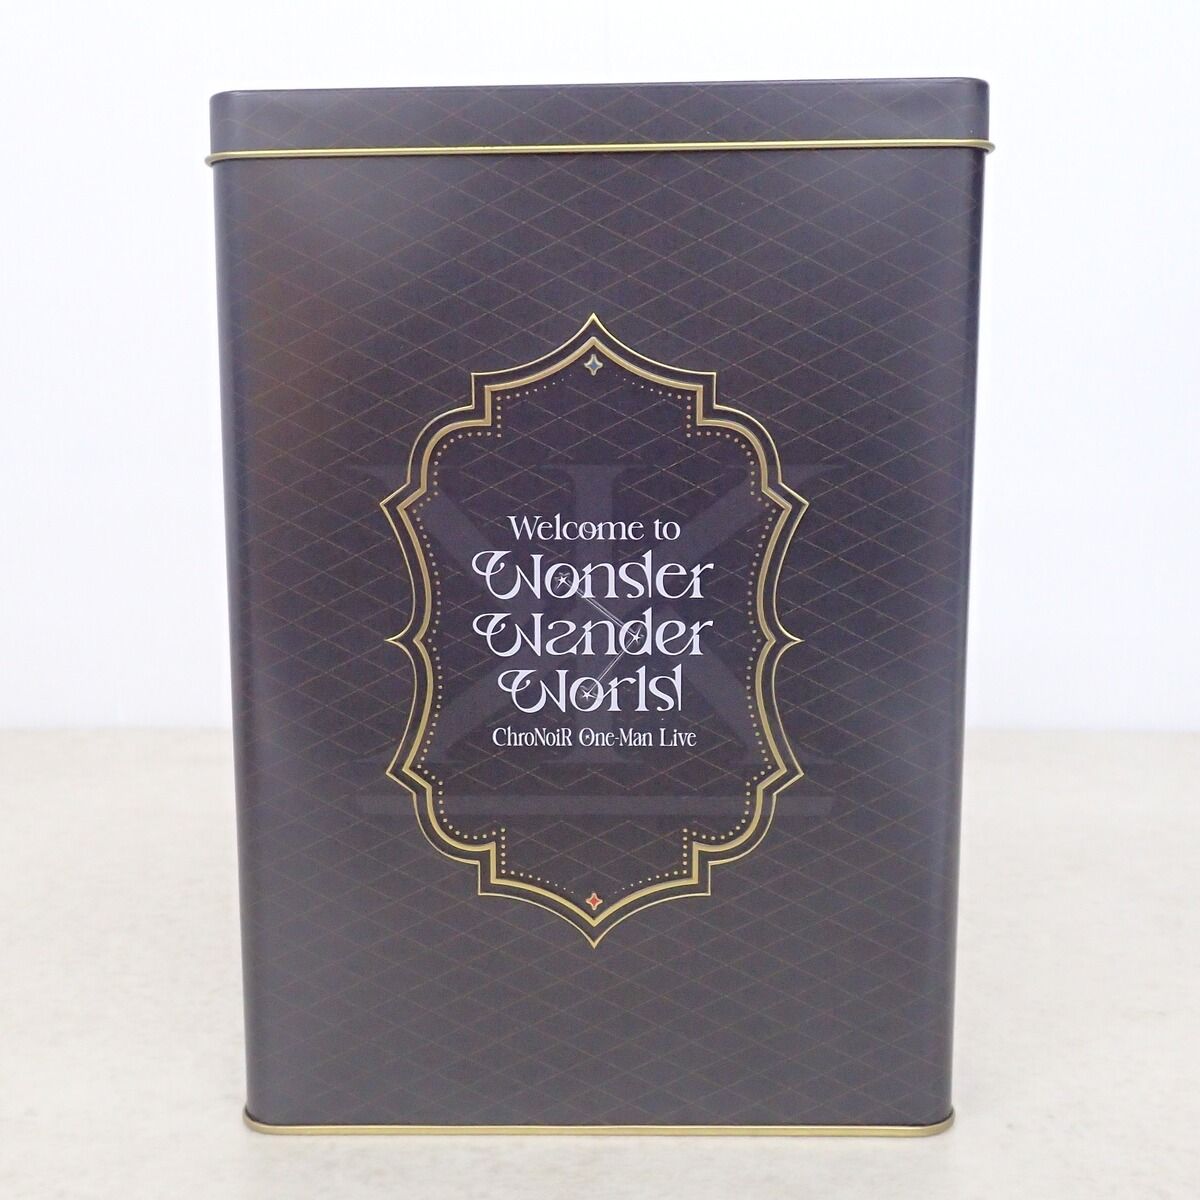 Welcome to
Wonder
Wander
World
ChroNoiR One-Man Live